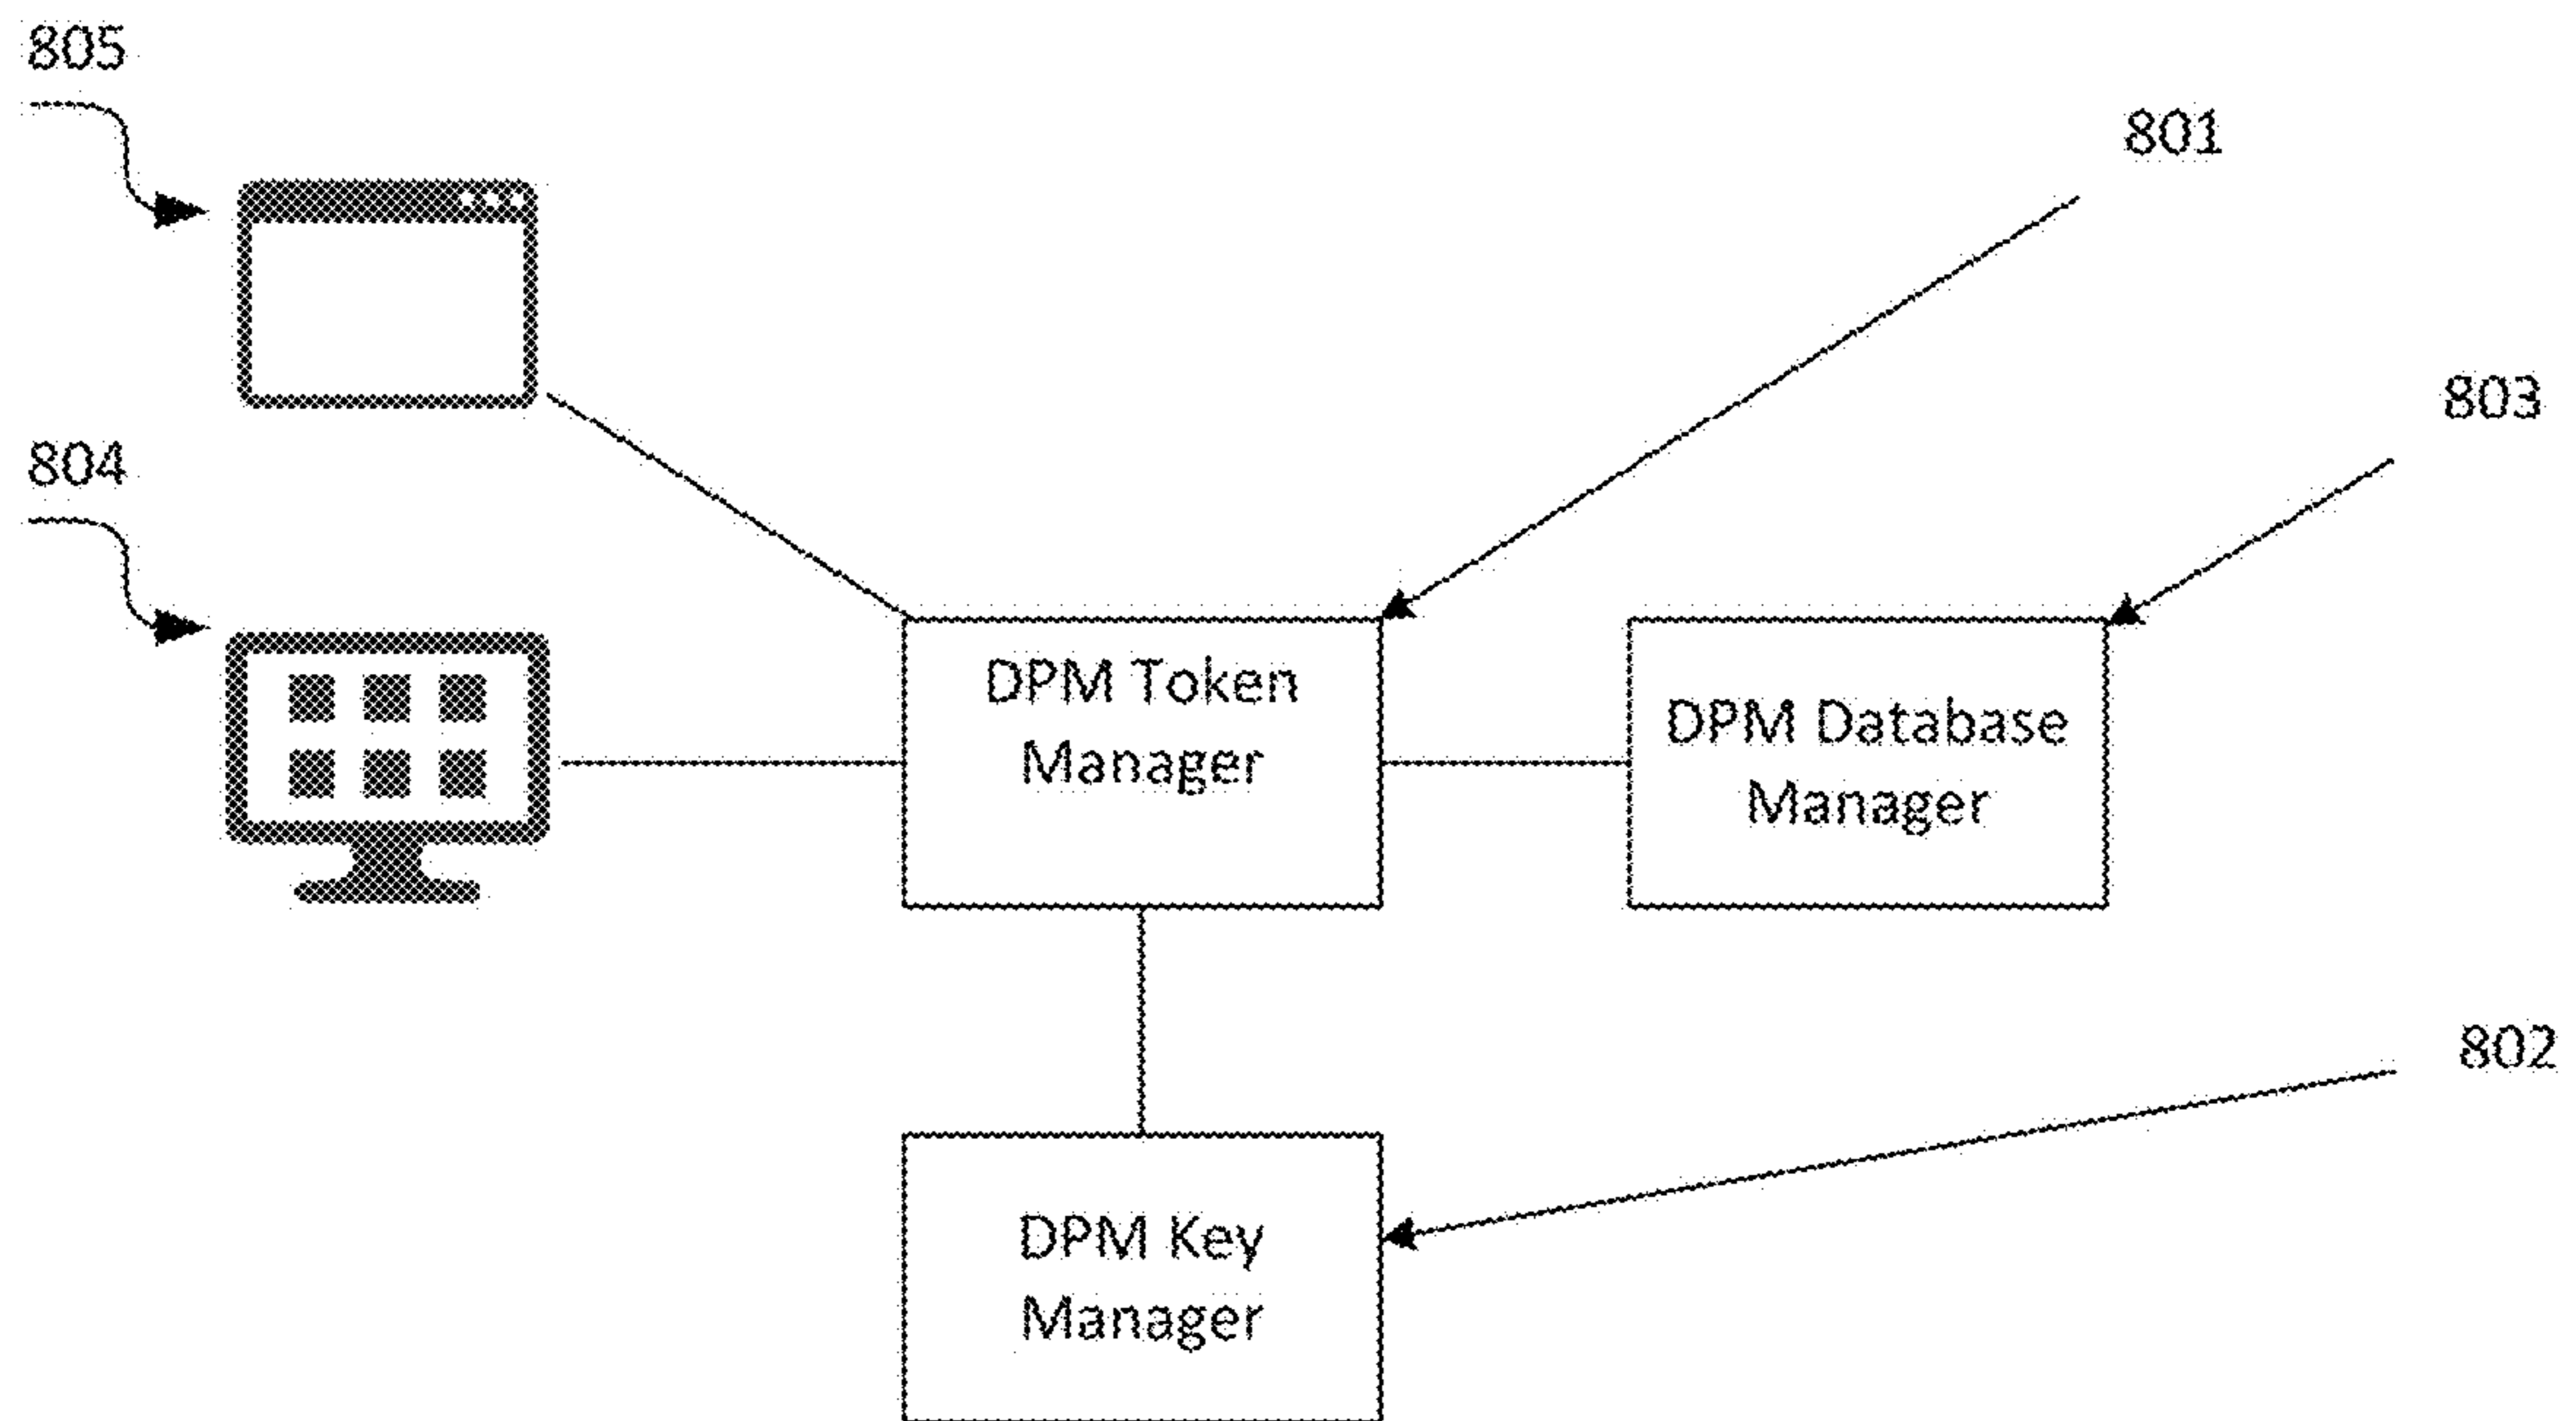 805
801
803
804
DPM Token
Manager
DPM Database
Manager
802
DPM Key
Manager